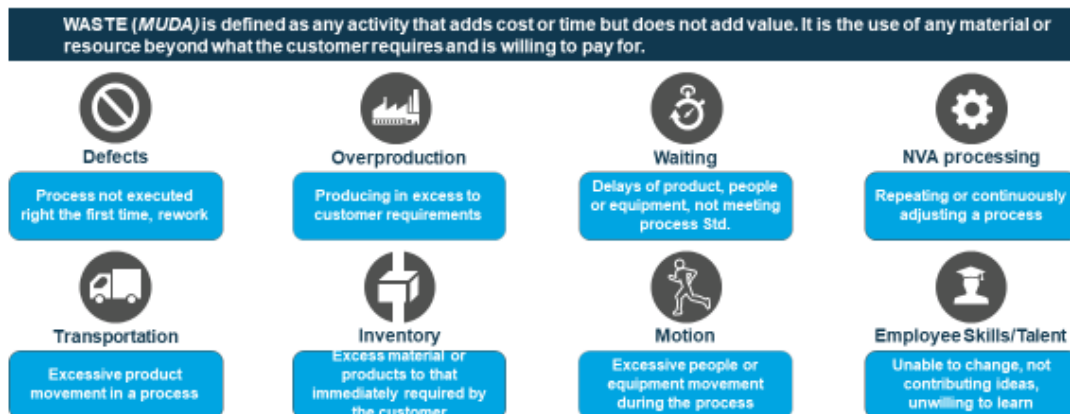 WASTE (MUDA) is defined as any activity that adds cost or time but does not add value. It is the use of any material or
resource beyond what the customer requires and is willing to pay for.
Defects
Process not executed
right the first time, rework
Overproduction
Producing in excess to
customer requirements
Waiting
Delays of product, people
or equipment, not meeting
process Std.
NVA processing
Repeating or continuously
adjusting a process
Transportation
Excessive product
movement in a process
Inventory
Excess material or
products to that
immediately required by
the customer
Motion
Excessive people or
equipment movement
during the process
Employee Skills/Talent
Unable to change, not
contributing ideas,
unwilling to learn